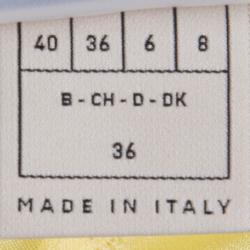 40 36 6 8
B - CH - D - DK
36
MADE IN ITALY